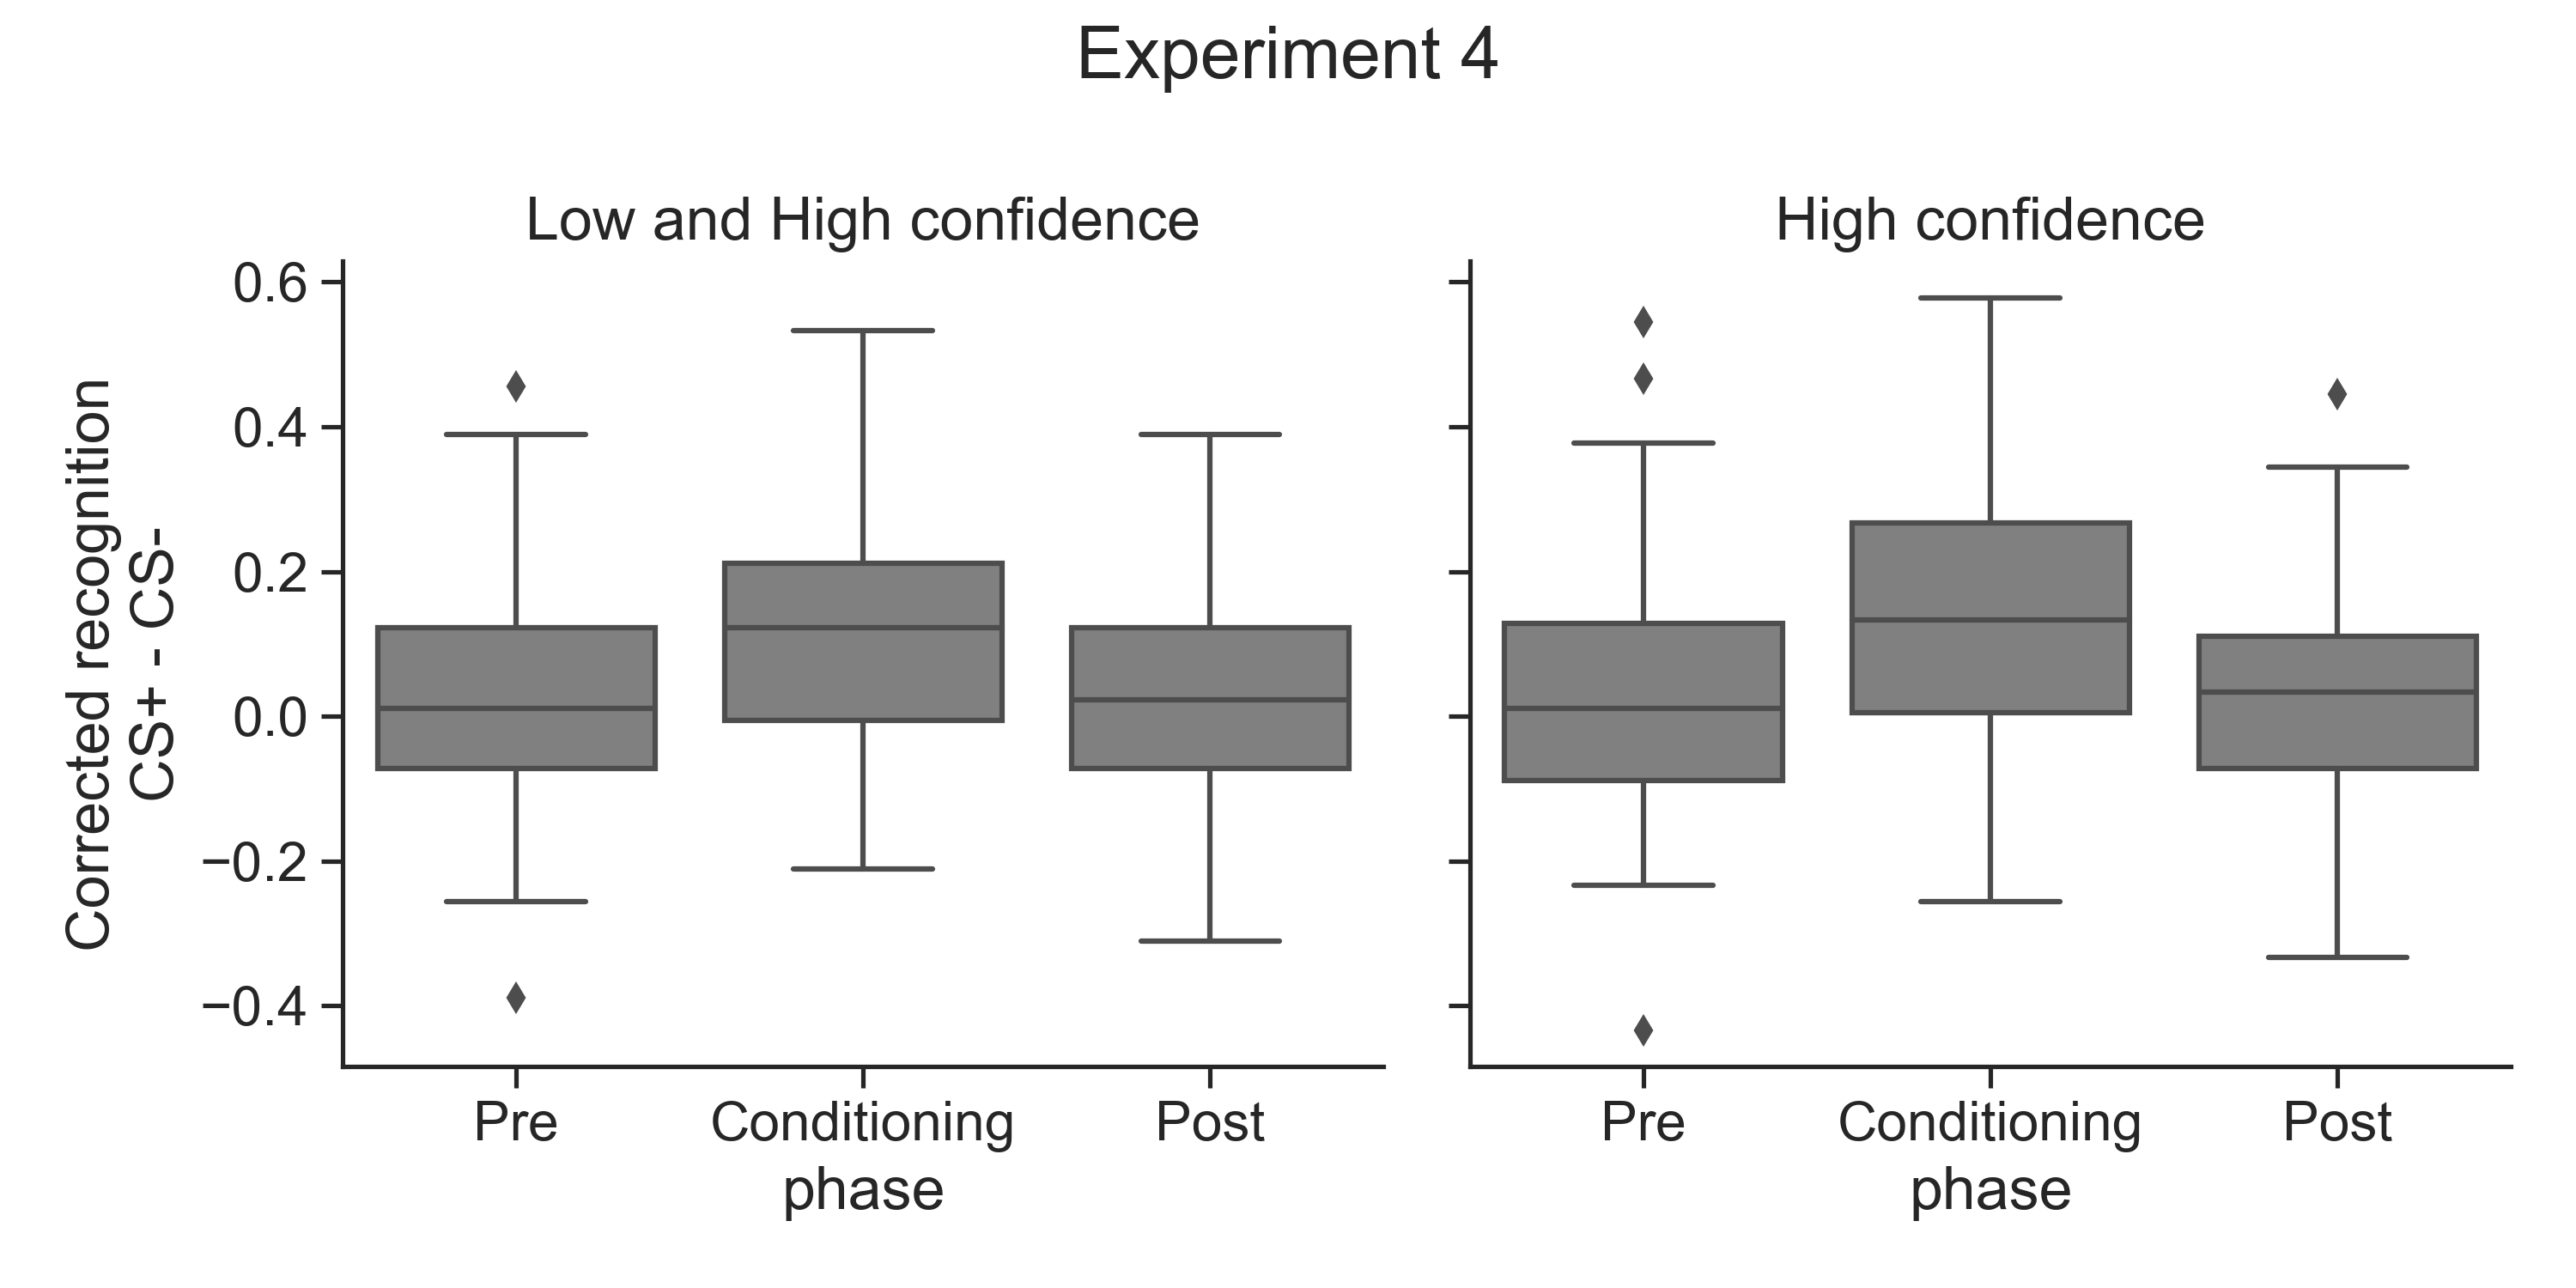 Experiment 4
Low and High confidence
High confidence
Corrected recognition
CS+ - CS-
0.6
0.4
0.2
0.0
−0.2
−0.4
Pre
Conditioning
Post
phase
Pre
Conditioning
Post
phase